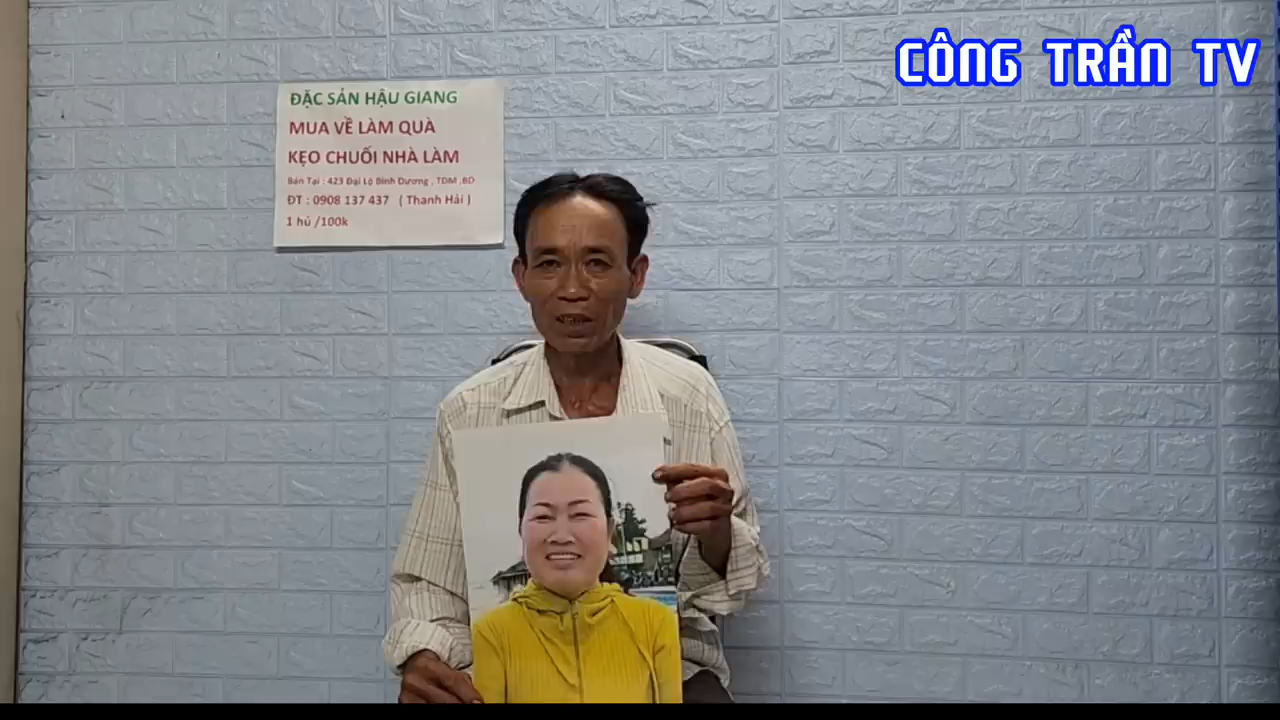 CÔNG TRẦN TV
ĐẶC SẢN HẬU GIANG
MUA VỀ LÀM QUÀ
KẸO CHUỐI NHÀ LÀM
Bán Tại : 423 Đại Lộ Bình Dương , TDM ,BD
ĐT : 0908 137 437 ( Thanh Hải )
1 hủ /100k